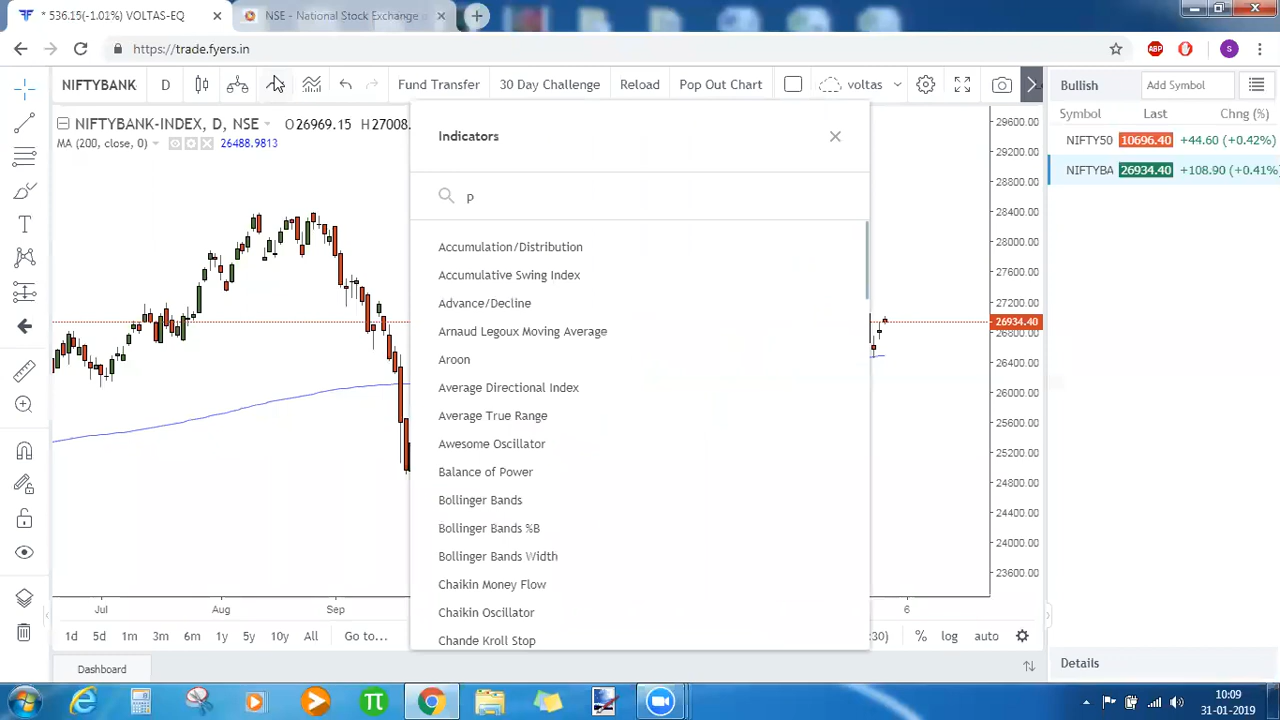 * 536.15(-1.01%) VOLTAS-EQ
NSE - National Stock Exchange
https://trade.fyers.in
ABP
S
NIFTYBANK
D
Fund Transfer
30 Day Challenge
Reload
Pop Out Chart
voltas
Bullish
Add Symbol
Symbol Last Chng (%)
NIFTY50 10696.40 +44.60 (+0.42%)
NIFTYBA 26934.40 +108.90 (+0.41%)
NIFTYBANK-INDEX, D, NSE O26969.15 H27008.
MA (200, close, 0) 26488.9813
Indicators
p
Accumulation/Distribution
Accumulative Swing Index
Advance/Decline
Arnaud Legoux Moving Average
Aroon
Average Directional Index
Average True Range
Awesome Oscillator
Balance of Power
Bollinger Bands
Bollinger Bands %B
Bollinger Bands Width
Chaikin Money Flow
Chaikin Oscillator
Chande Kroll Stop
29600.00
29200.00
28800.00
28400.00
28000.00
27600.00
27200.00
26934.40
26800.00
26400.00
26000.00
25600.00
25200.00
24800.00
24400.00
24000.00
23600.00
Jul Aug Sep 6
1d 5d 1m 3m 6m 1y 5y 10y All Go to... :30) % log auto
Dashboard
Details
10:09
31-01-2019